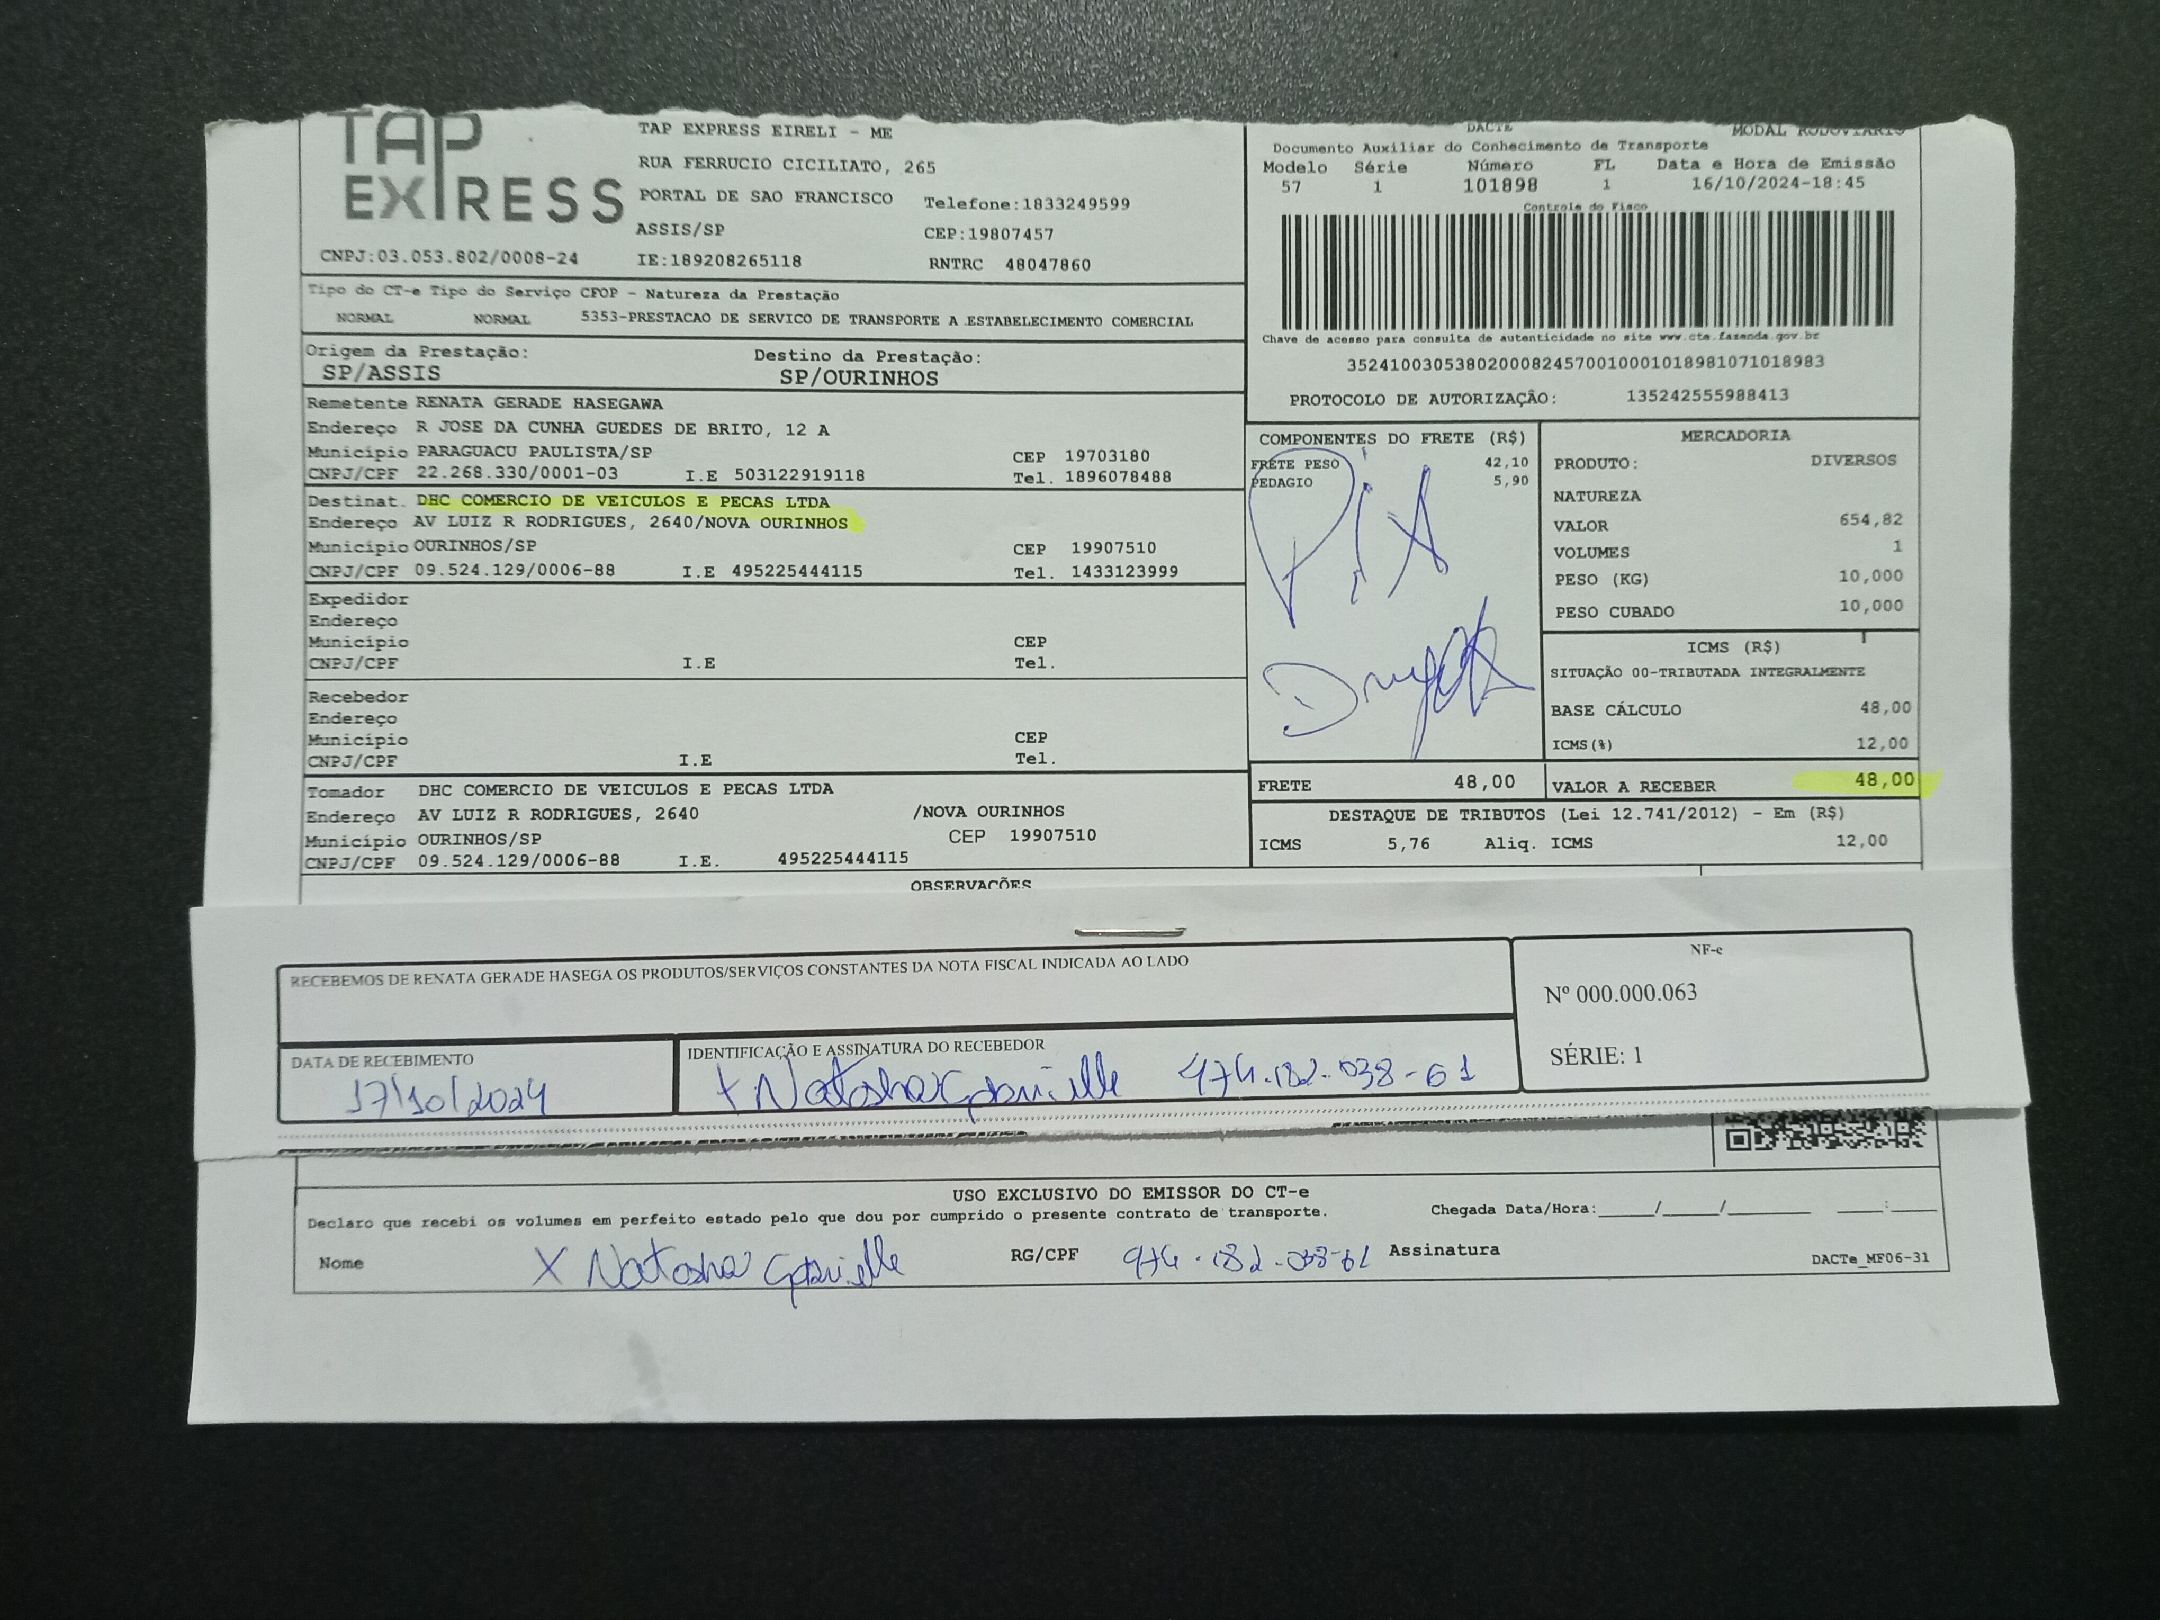 TAP EXPRESS
TAP EXPRESS EIRELI - ME
RUA FERRUCIO CICILIATO, 265
PORTAL DE SAO FRANCISCO Telefone:1833249599
ASSIS/SP CEP:19807457
CNPJ:03.053.802/0008-24 IE:189208265118 RNTRC 48047860
DACTE MODAL RODOVIARIO
Documento Auxiliar do Conhecimento de Transporte
Modelo Série Número FL Data e Hora de Emissão
57 1 101898 1 16/10/2024-18:45
Controle do Fisco
Chave de acesso para consulta de autenticidade no site www.cte.fazenda.gov.br
35241003053802000824570010001018981071018983
PROTOCOLO DE AUTORIZAÇÃO: 135242555988413
Tipo do CT-e Tipo do Serviço CFOP - Natureza da Prestação
NORMAL NORMAL 5353-PRESTACAO DE SERVICO DE TRANSPORTE A ESTABELECIMENTO COMERCIAL
Origem da Prestação: Destino da Prestação:
SP/ASSIS SP/OURINHOS
Remetente RENATA GERADE HASEGAWA
Endereço R JOSE DA CUNHA GUEDES DE BRITO, 12 A
Município PARAGUACU PAULISTA/SP CEP 19703180
CNPJ/CPF 22.268.330/0001-03 I.E 503122919118 Tel. 1896078488
Destinat. DHC COMERCIO DE VEICULOS E PECAS LTDA
Endereço AV LUIZ R RODRIGUES, 2640/NOVA OURINHOS
Município OURINHOS/SP CEP 19907510
CNPJ/CPF 09.524.129/0006-88 I.E 495225444115 Tel. 1433123999
Expedidor
Endereço
Município CEP
CNPJ/CPF I.E Tel.
Recebedor
Endereço
Município CEP
CNPJ/CPF I.E Tel.
Tomador DHC COMERCIO DE VEICULOS E PECAS LTDA
Endereço AV LUIZ R RODRIGUES, 2640 /NOVA OURINHOS
Município OURINHOS/SP CEP 19907510
CNPJ/CPF 09.524.129/0006-88 I.E. 495225444115
COMPONENTES DO FRETE (R$)
FRETE PESO 42,10
PEDAGIO 5,90
PIX
MERCADORIA
PRODUTO: DIVERSOS
NATUREZA
VALOR 654,82
VOLUMES 1
PESO (KG) 10,000
PESO CUBADO 10,000
ICMS (R$)
SITUAÇÃO 00-TRIBUTADA INTEGRALMENTE
BASE CÁLCULO 48,00
ICMS(%) 12,00
FRETE 48,00 VALOR A RECEBER 48,00
DESTAQUE DE TRIBUTOS (Lei 12.741/2012) - Em (R$)
ICMS 5,76 Aliq. ICMS 12,00
OBSERVAÇÕES
RECEBEMOS DE RENATA GERADE HASEGA OS PRODUTOS/SERVIÇOS CONSTANTES DA NOTA FISCAL INDICADA AO LADO
NF-e
Nº 000.000.063
SÉRIE: 1
DATA DE RECEBIMENTO IDENTIFICAÇÃO E ASSINATURA DO RECEBEDOR
17/10/2024 X Natasha Gabrielle 474.182.038-61
USO EXCLUSIVO DO EMISSOR DO CT-e
Declaro que recebi os volumes em perfeito estado pelo que dou por cumprido o presente contrato de transporte. Chegada Data/Hora:_____/_____/________ ____:____
Nome X Natasha Gabrielle RG/CPF 474.182.038-61 Assinatura
DACTe_MF06-31